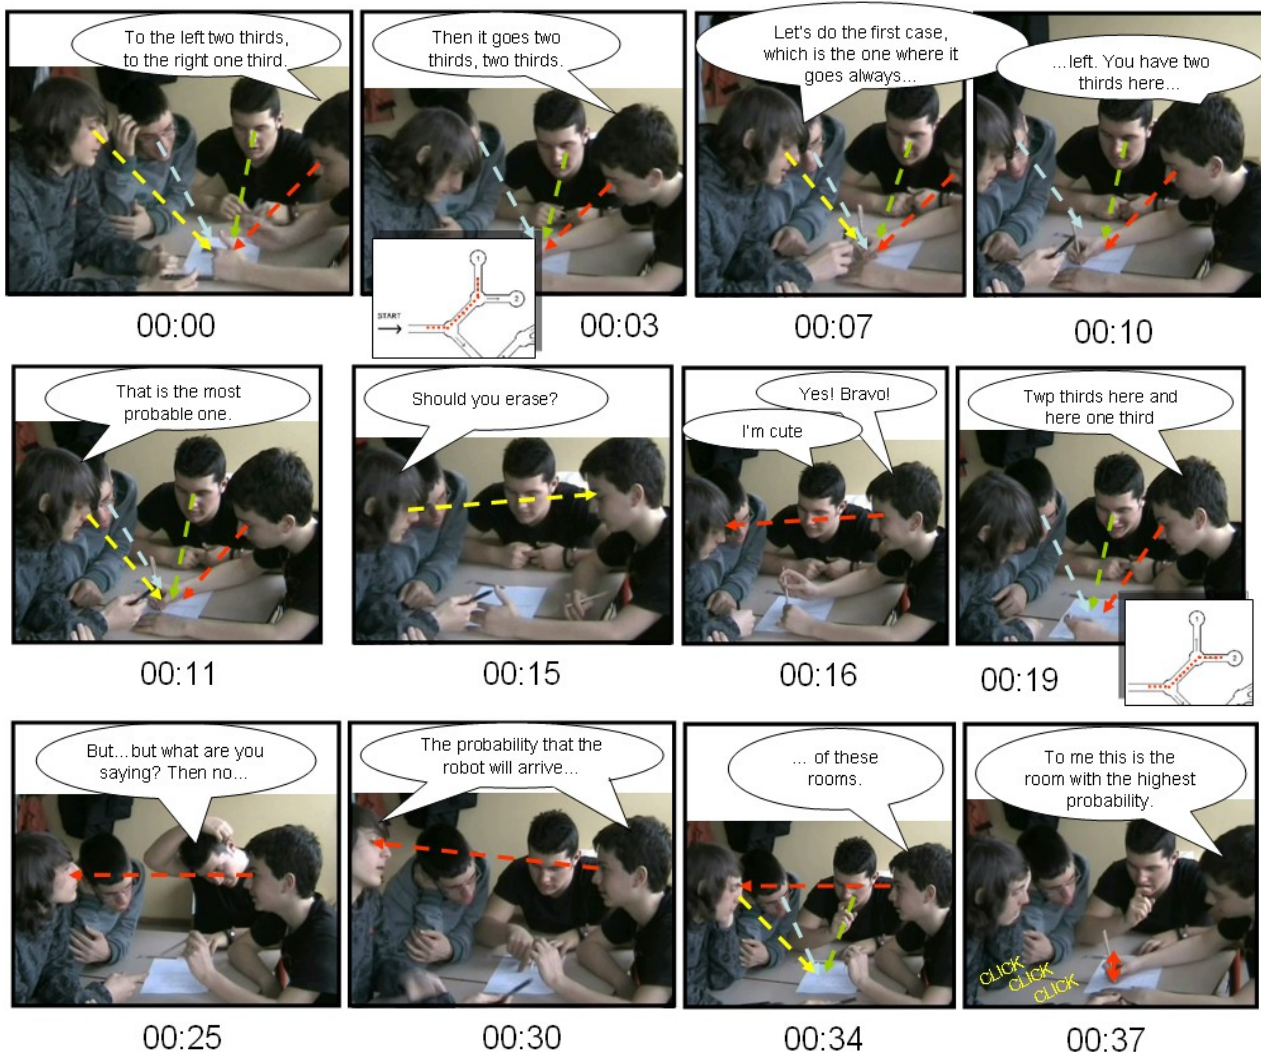 To the left two thirds,
to the right one third.
Then it goes two
thirds, two thirds.
Let's do the first case,
which is the one where it
goes always...
...left. You have two
thirds here...
1
2
START
00:00
00:03
00:07
00:10
That is the most
probable one.
Should you erase?
Yes! Bravo!
I'm cute
Twp thirds here and
here one third
1
2
00:11
00:15
00:16
00:19
But...but what are you
saying? Then no...
The probability that the
robot will arrive...
... of these
rooms.
To me this is the
room with the highest
probability.
CLICK
CLICK
CLICK
00:25
00:30
00:34
00:37